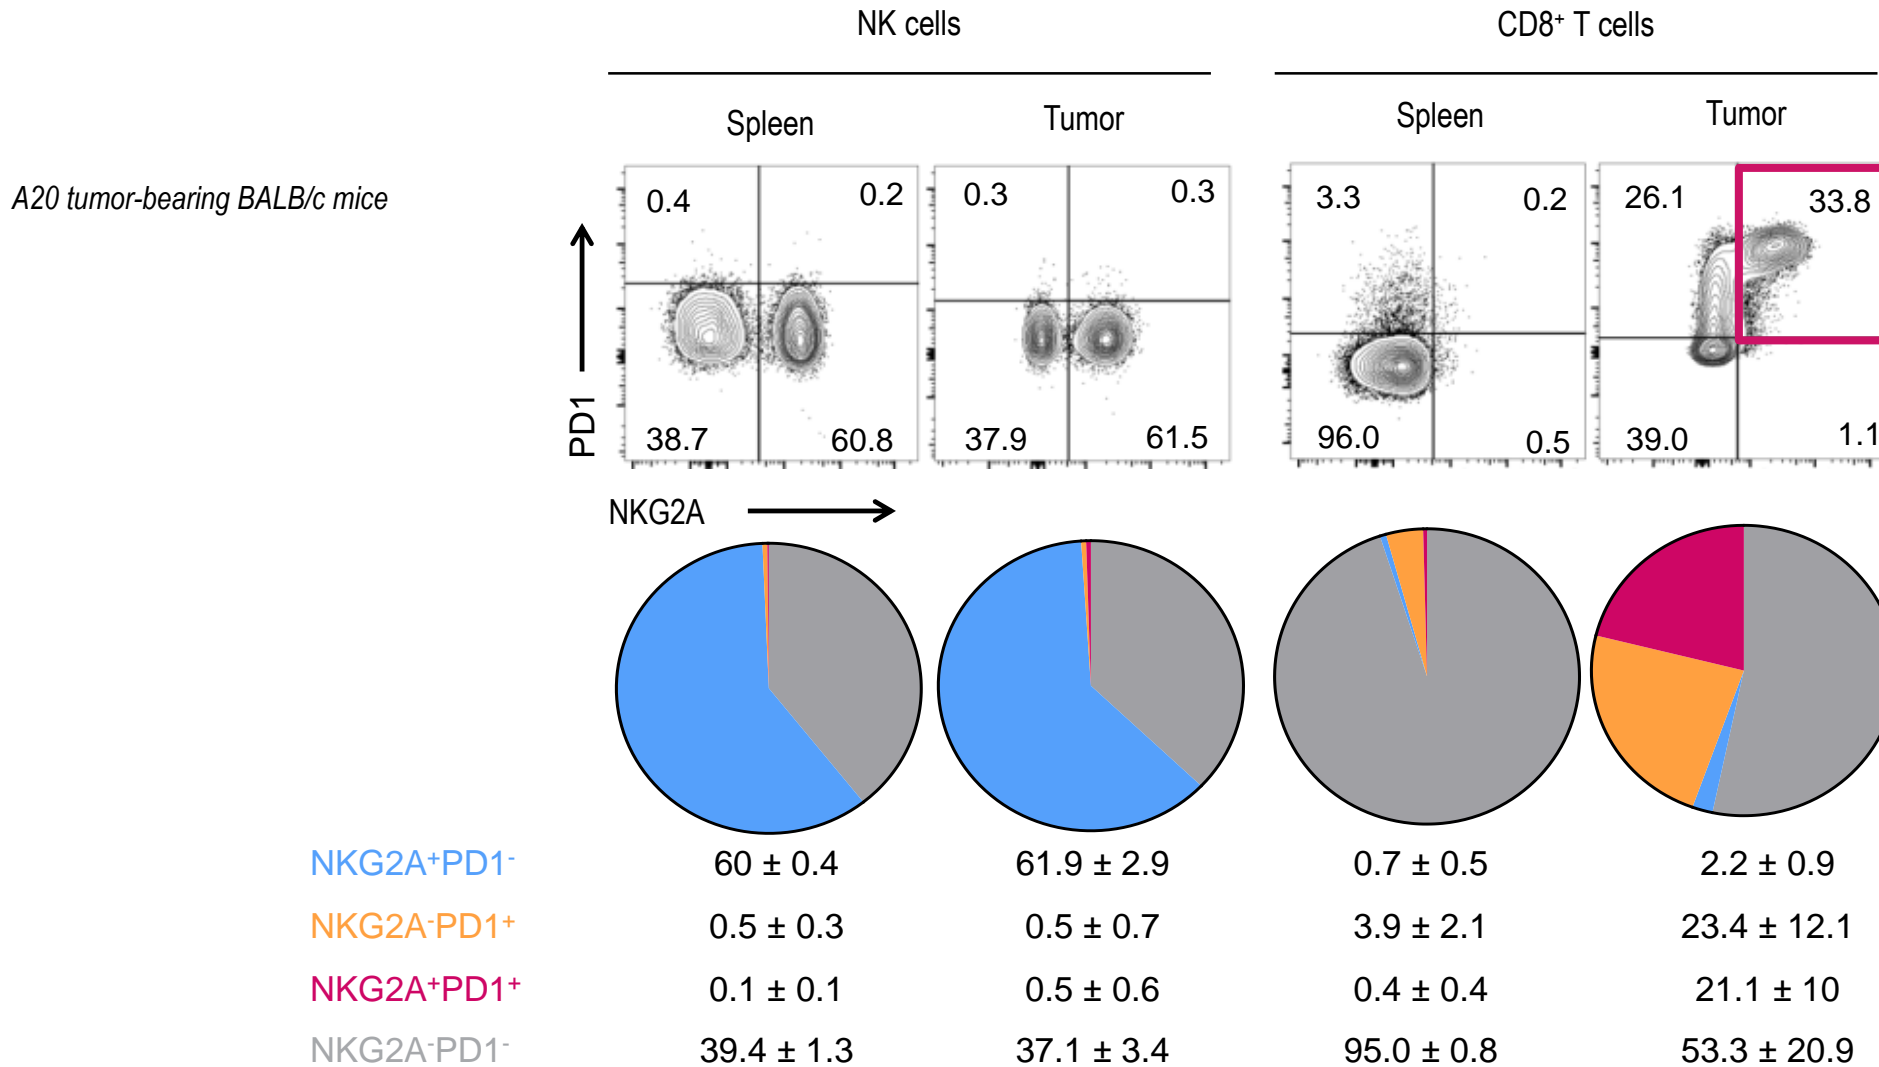 NK cells CD8⁺ T cells
Spleen Tumor Spleen Tumor
A20 tumor-bearing BALB/c mice
0.4 0.2 0.3 0.3 3.3 0.2 26.1 33.8
PD1
38.7 60.8 37.9 61.5 96.0 0.5 39.0 1.1
NKG2A
NKG2A⁺PD1⁻ 60 ± 0.4 61.9 ± 2.9 0.7 ± 0.5 2.2 ± 0.9
NKG2A⁻PD1⁺ 0.5 ± 0.3 0.5 ± 0.7 3.9 ± 2.1 23.4 ± 12.1
NKG2A⁺PD1⁺ 0.1 ± 0.1 0.5 ± 0.6 0.4 ± 0.4 21.1 ± 10
NKG2A⁻PD1⁻ 39.4 ± 1.3 37.1 ± 3.4 95.0 ± 0.8 53.3 ± 20.9